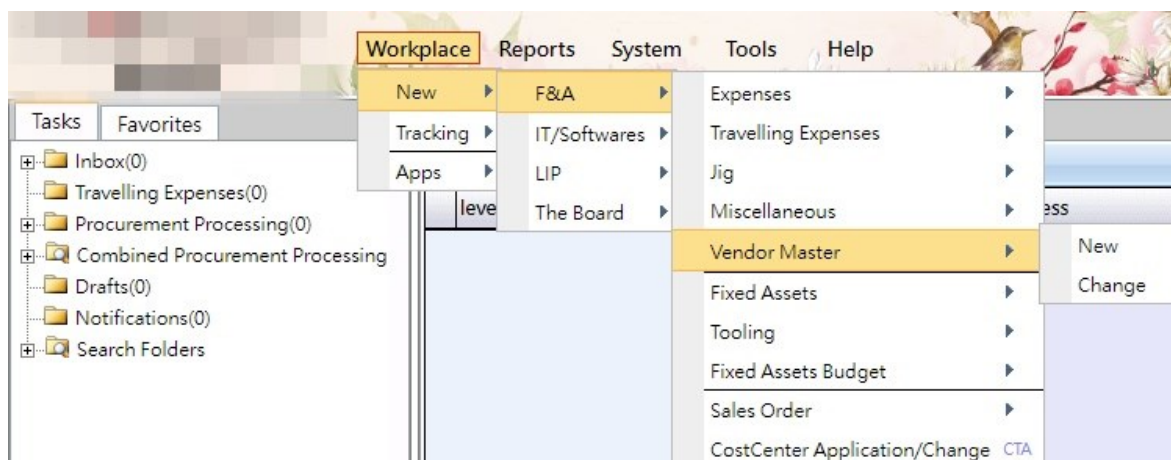 Workplace Reports System Tools Help
New
Tracking
Apps
F&A
IT/Softwares
LIP
The Board
Expenses
Travelling Expenses
Jig
Miscellaneous
Vendor Master
Fixed Assets
Tooling
Fixed Assets Budget
Sales Order
CostCenter Application/Change CTA
New
Change
Tasks Favorites
Inbox(0)
Travelling Expenses(0)
Procurement Processing(0)
Combined Procurement Processing
Drafts(0)
Notifications(0)
Search Folders